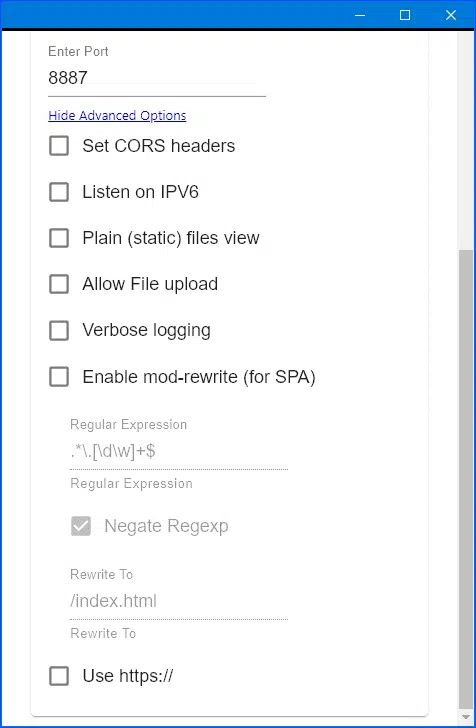 Enter Port
8887
Hide Advanced Options
Set CORS headers
Listen on IPV6
Plain (static) files view
Allow File upload
Verbose logging
Enable mod-rewrite (for SPA)
Regular Expression
.*\.[\d\w]+$
Regular Expression
Negate Regexp
Rewrite To
/index.html
Rewrite To
Use https://